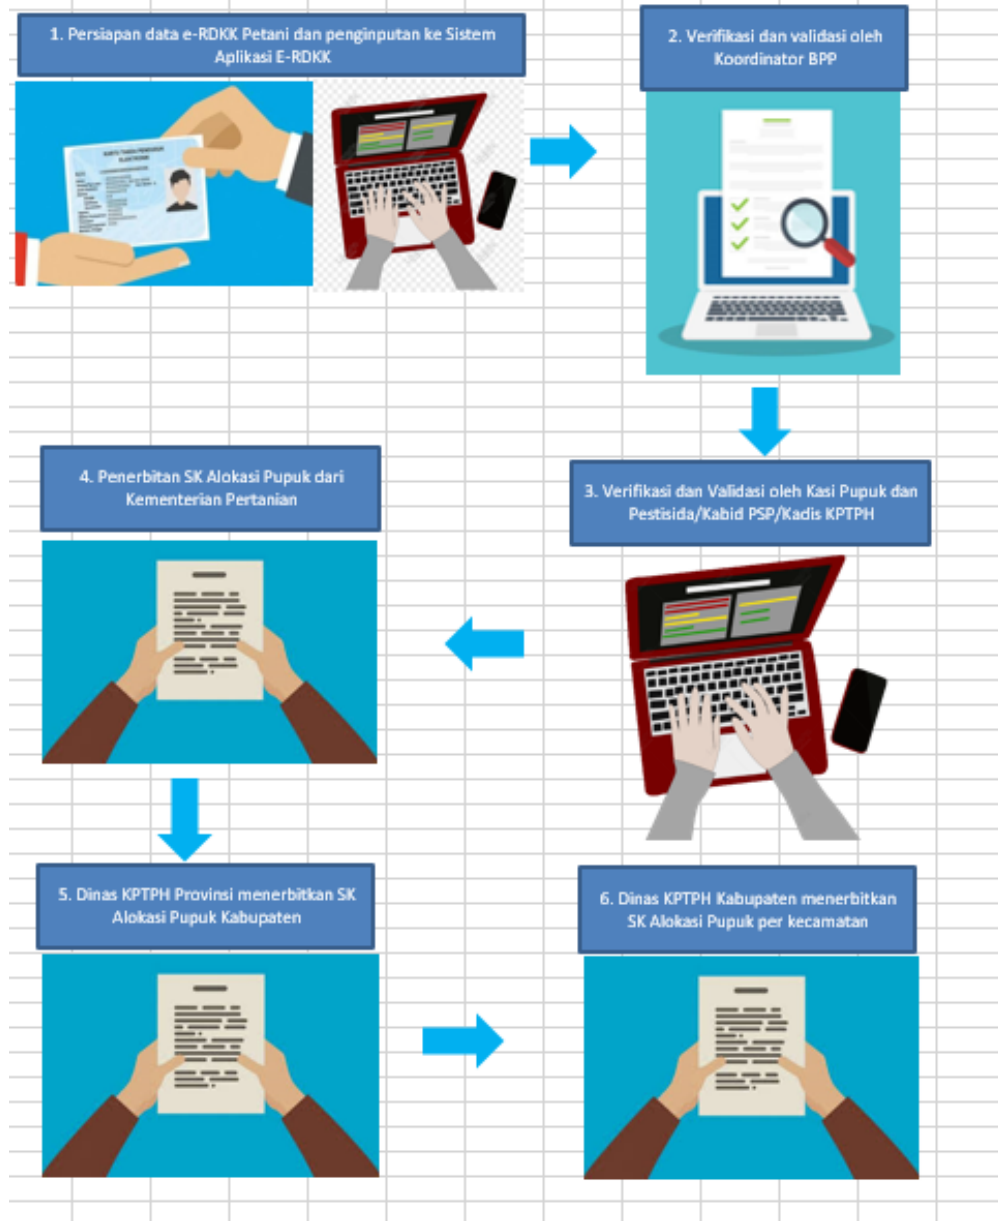 1. Persiapan data e-RDKK Petani dan penginputan ke Sistem
Aplikasi E-RDKK
2. Verifikasi dan validasi oleh
Koordinator BPP
3. Verifikasi dan Validasi oleh Kasi Pupuk dan
Pestisida/Kabid PSP/Kadis KPTPH
4. Penerbitan SK Alokasi Pupuk dari
Kementerian Pertanian
5. Dinas KPTPH Provinsi menerbitkan SK
Alokasi Pupuk Kabupaten
6. Dinas KPTPH Kabupaten menerbitkan
SK Alokasi Pupuk per kecamatan